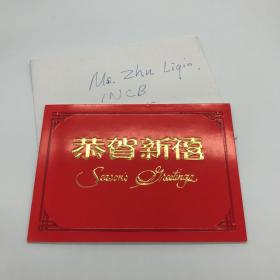 Ms. Zhu Liqin.
INCB
恭賀新禧
Season's Greetings